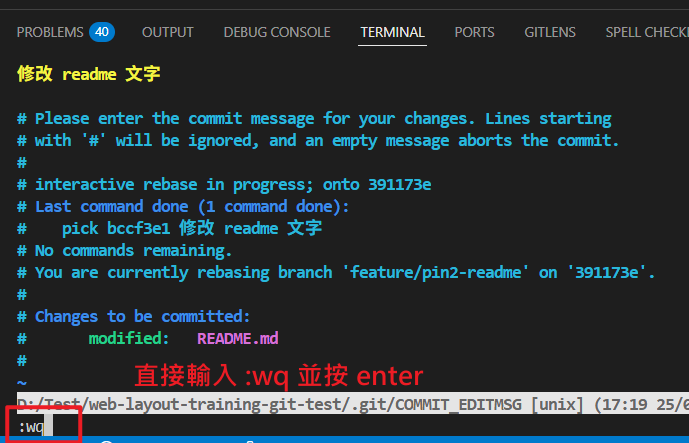 PROBLEMS 40 OUTPUT DEBUG CONSOLE TERMINAL PORTS GITLENS SPELL CHECK
修改 readme 文字
# Please enter the commit message for your changes. Lines starting
# with '#' will be ignored, and an empty message aborts the commit.
#
# interactive rebase in progress; onto 391173e
# Last command done (1 command done):
#    pick bccf3e1 修改 readme 文字
# No commands remaining.
# You are currently rebasing branch 'feature/pin2-readme' on '391173e'.
#
# Changes to be committed:
#       modified:   README.md
#
直接輸入 :wq 並按 enter
~
D:/Test/web-layout-training-git-test/.git/COMMIT_EDITMSG [unix] (17:19 25/0
:wq